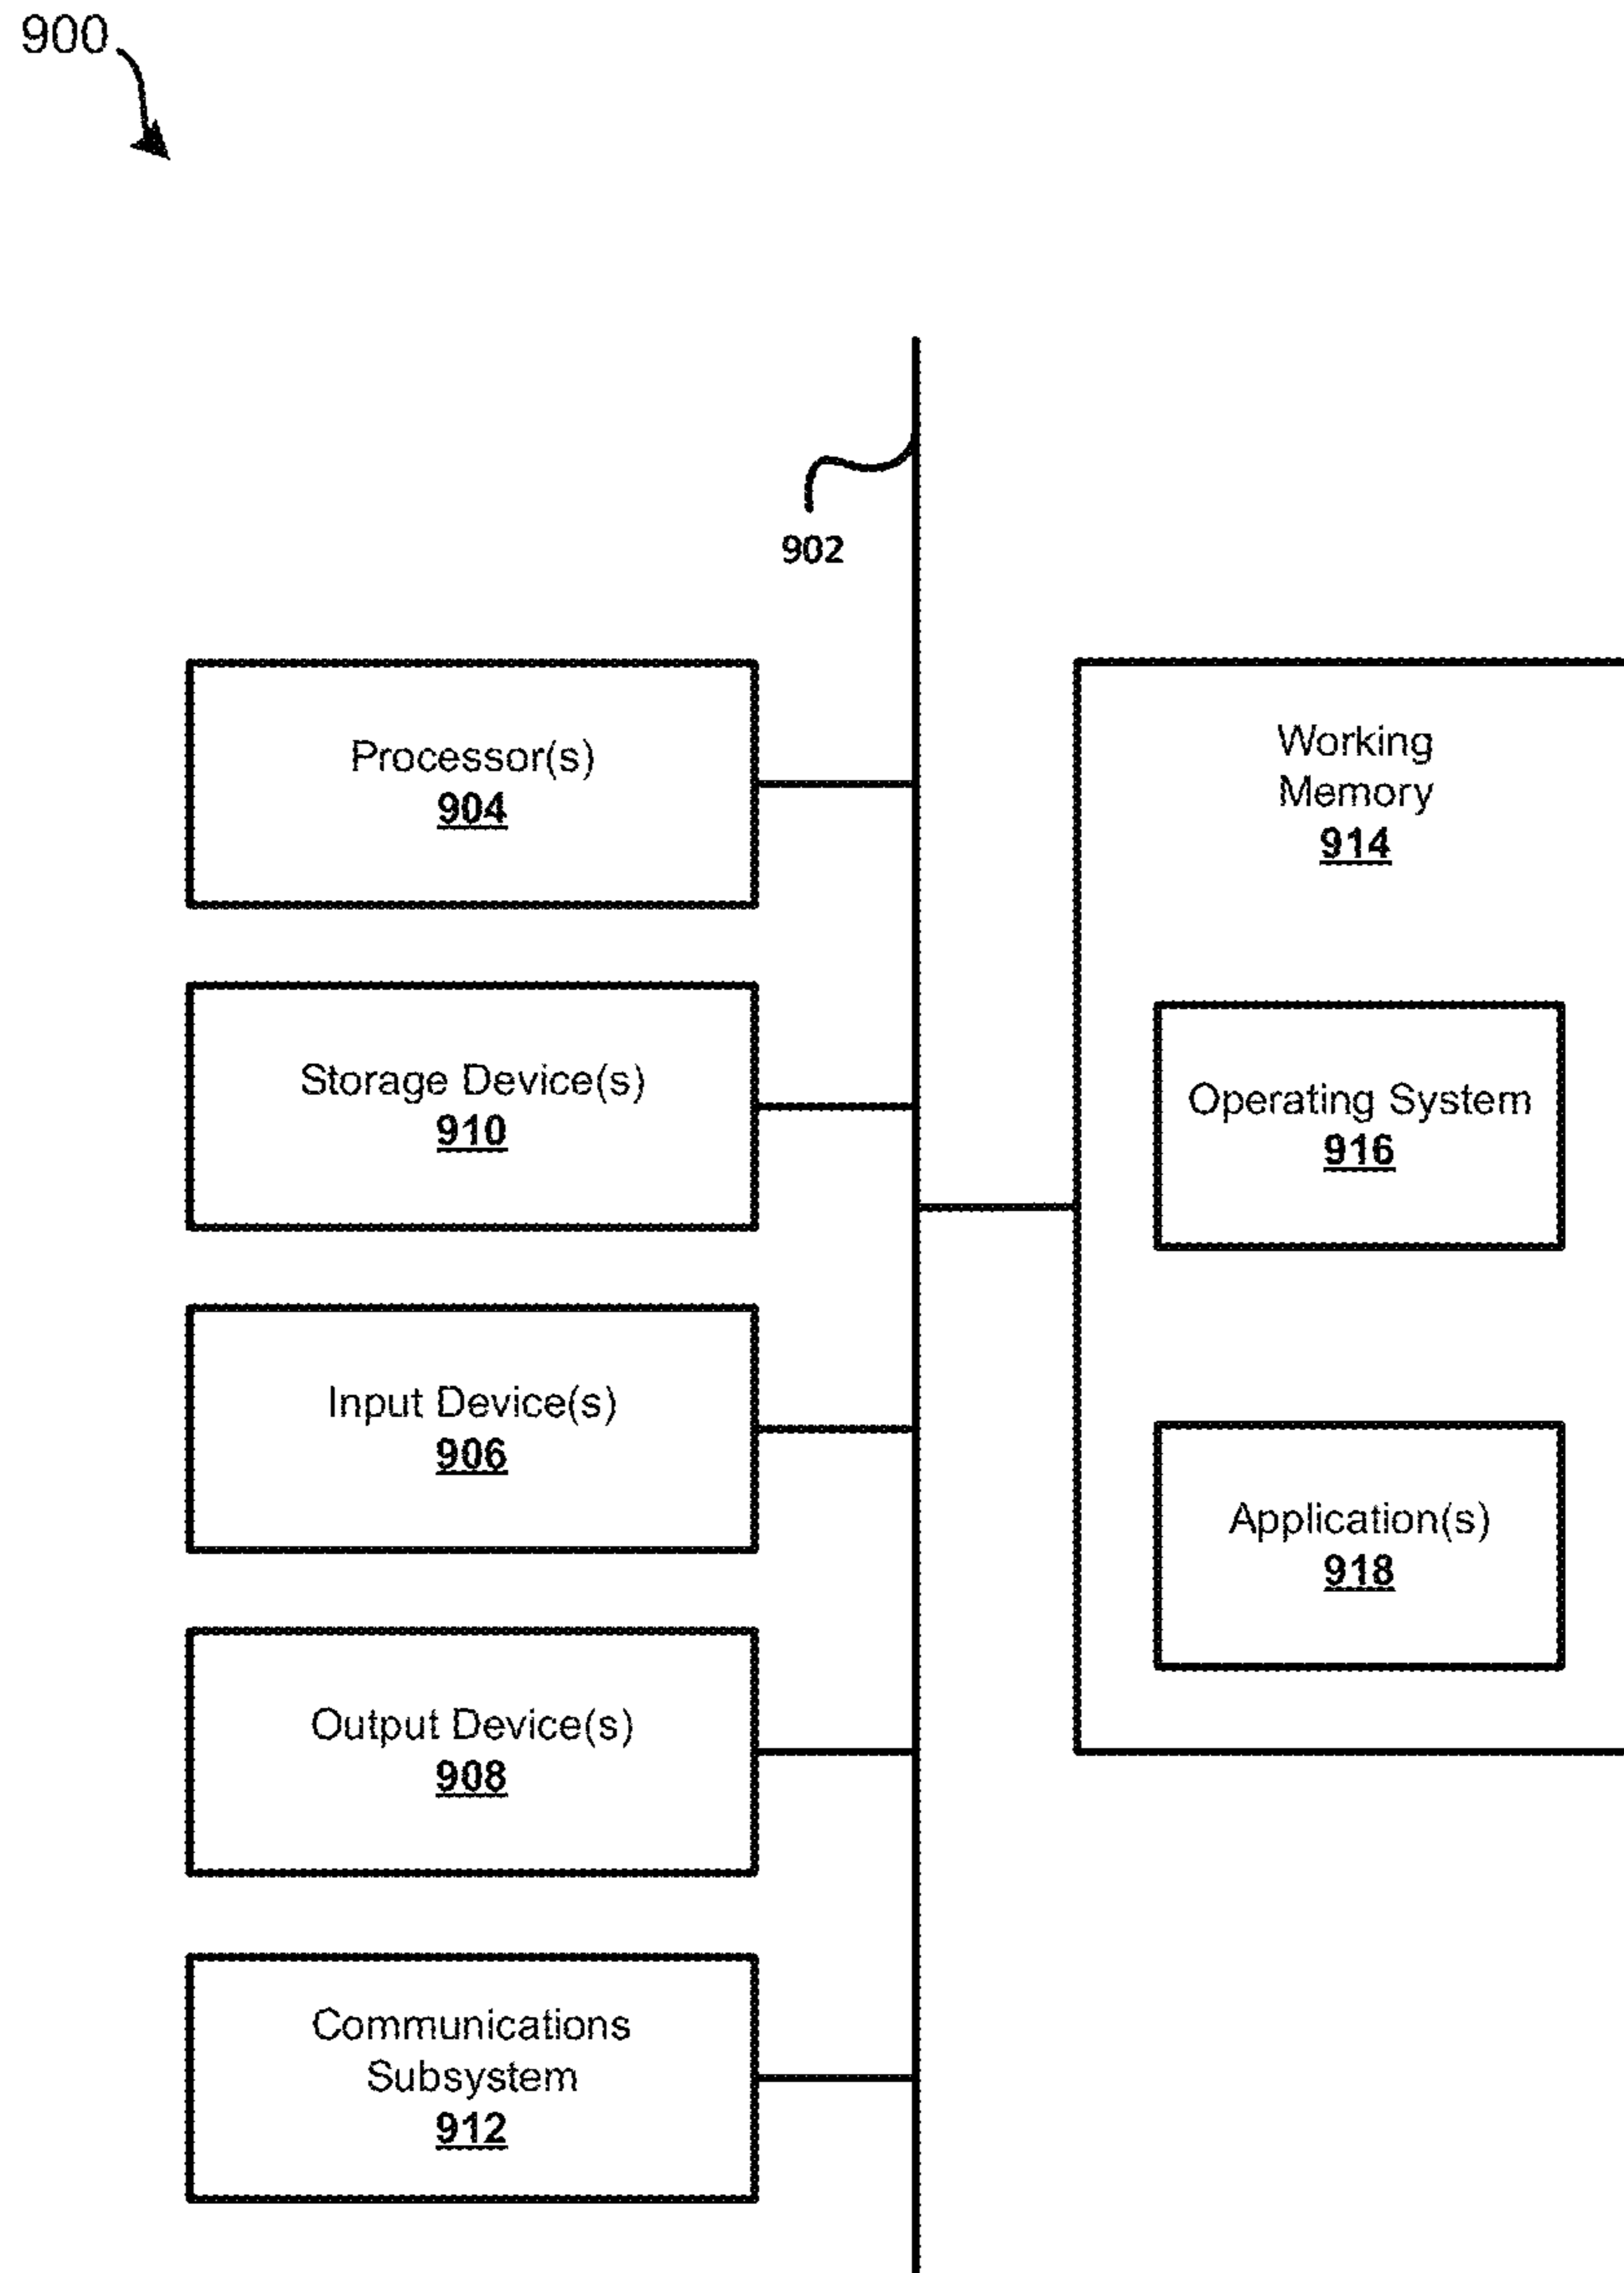 900
902
Processor(s)
904
Storage Device(s)
910
Input Device(s)
906
Output Device(s)
908
Communications
Subsystem
912
Working
Memory
914
Operating System
916
Application(s)
918